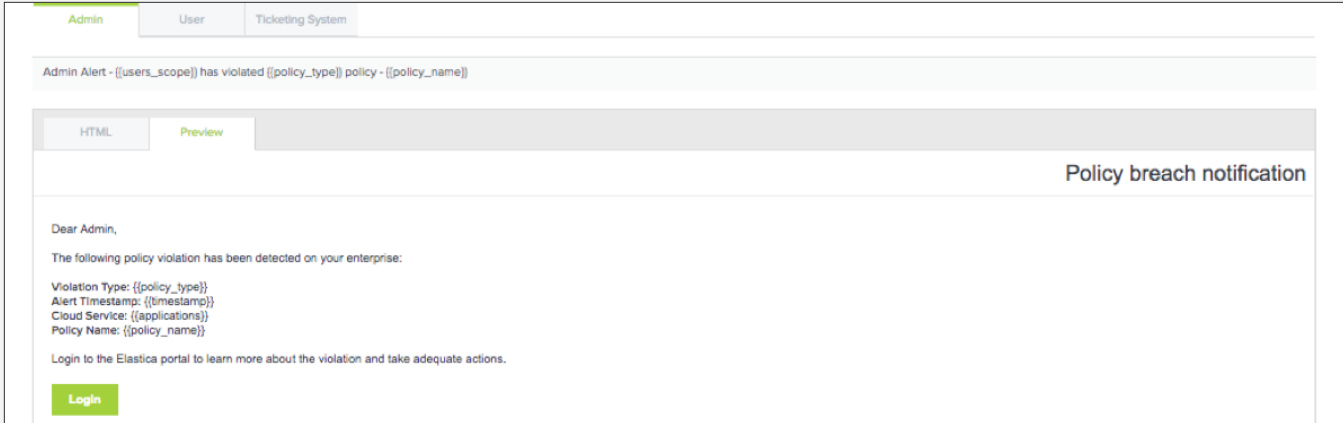 Admin User Ticketing System
Admin Alert - {{users_scope}} has violated {{policy_type}} policy - {{policy_name}}
HTML Preview
Policy breach notification
Dear Admin,
The following policy violation has been detected on your enterprise:
Violation Type: {{policy_type}}
Alert Timestamp: {{timestamp}}
Cloud Service: {{applications}}
Policy Name: {{policy_name}}
Login to the Elastica portal to learn more about the violation and take adequate actions.
Login